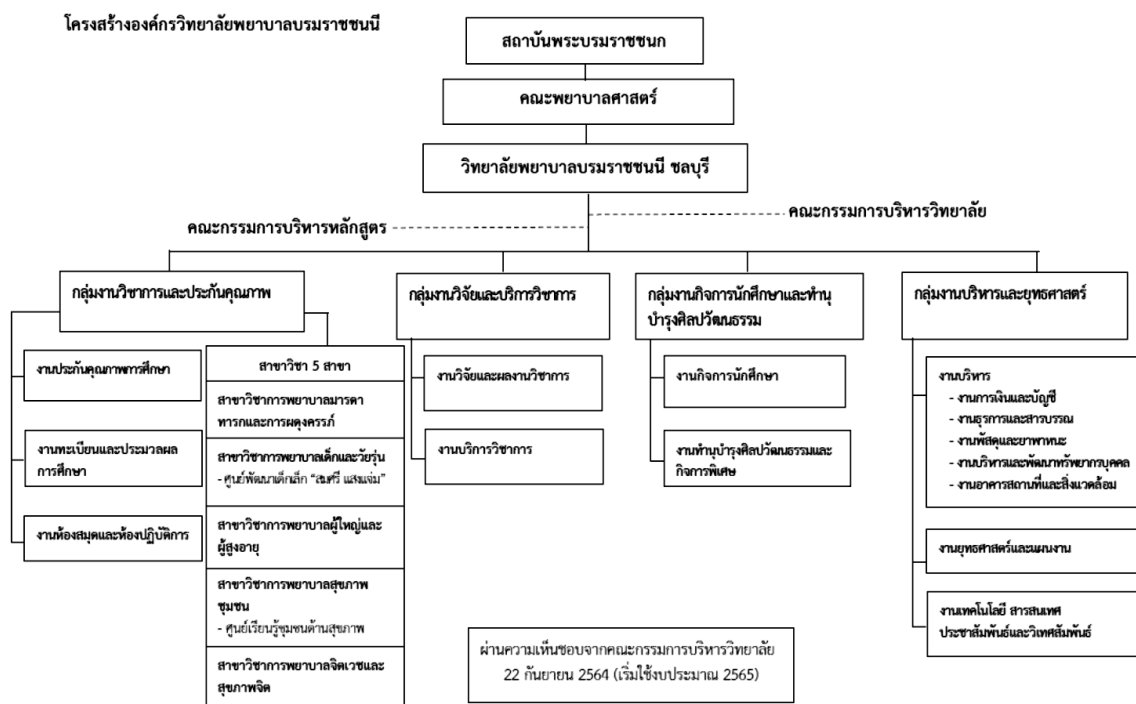 โครงสร้างองค์กรวิทยาลัยพยาบาลบรมราชชนนี
สถาบันพระบรมราชชนก
คณะพยาบาลศาสตร์
วิทยาลัยพยาบาลบรมราชชนนี ชลบุรี
คณะกรรมการบริหารวิทยาลัย
คณะกรรมการบริหารหลักสูตร
กลุ่มงานวิชาการและประกันคุณภาพ
งานประกันคุณภาพการศึกษา
งานทะเบียนและประมวลผล
การศึกษา
งานห้องสมุดและห้องปฏิบัติการ
สาขาวิชา 5 สาขา
สาขาวิชาการพยาบาลมารดา
ทารกและการผดุงครรภ์
สาขาวิชาการพยาบาลเด็กและวัยรุ่น
- ศูนย์พัฒนาเด็กเล็ก “สมศรี แสงแจ่ม”
สาขาวิชาการพยาบาลผู้ใหญ่และ
ผู้สูงอายุ
สาขาวิชาการพยาบาลสุขภาพ
ชุมชน
- ศูนย์เรียนรู้ชุมชนด้านสุขภาพ
สาขาวิชาการพยาบาลจิตเวชและ
สุขภาพจิต
กลุ่มงานวิจัยและบริการวิชาการ
งานวิจัยและผลงานวิชาการ
งานบริการวิชาการ
กลุ่มงานกิจการนักศึกษาและทำนุ
บำรุงศิลปวัฒนธรรม
งานกิจการนักศึกษา
งานทำนุบำรุงศิลปวัฒนธรรมและ
กิจการพิเศษ
กลุ่มงานบริหารและยุทธศาสตร์
งานบริหาร
- งานการเงินและบัญชี
- งานธุรการและสารบรรณ
- งานพัสดุและยาพาหนะ
- งานบริหารและพัฒนาทรัพยากรบุคคล
- งานอาคารสถานที่และสิ่งแวดล้อม
งานยุทธศาสตร์และแผนงาน
งานเทคโนโลยี สารสนเทศ
ประชาสัมพันธ์และวิเทศสัมพันธ์
ผ่านความเห็นชอบจากคณะกรรมการบริหารวิทยาลัย
22 กันยายน 2564 (เริ่มใช้งบประมาณ 2565)